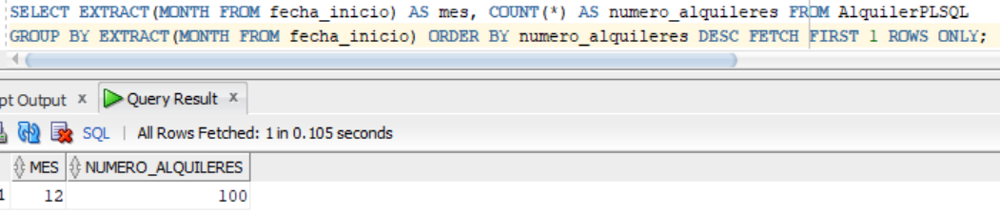 SELECT EXTRACT(MONTH FROM fecha_inicio) AS mes, COUNT(*) AS numero_alquileres FROM AlquilerPLSQL
GROUP BY EXTRACT(MONTH FROM fecha_inicio) ORDER BY numero_alquileres DESC FETCH FIRST 1 ROWS ONLY;
pt Output x Query Result x
SQL | All Rows Fetched: 1 in 0.105 seconds
MES NUMERO_ALQUILERES
1 12 100